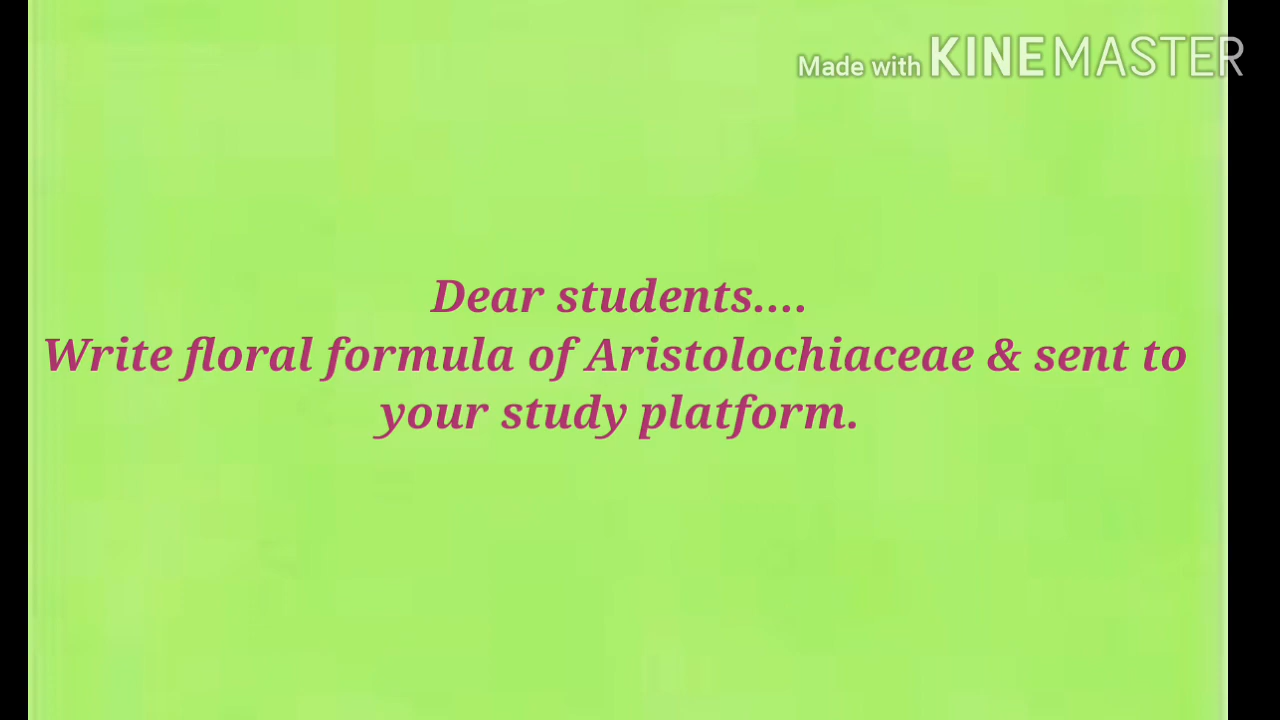 Made with KINEMASTER
Dear students....
Write floral formula of Aristolochiaceae & sent to
your study platform.